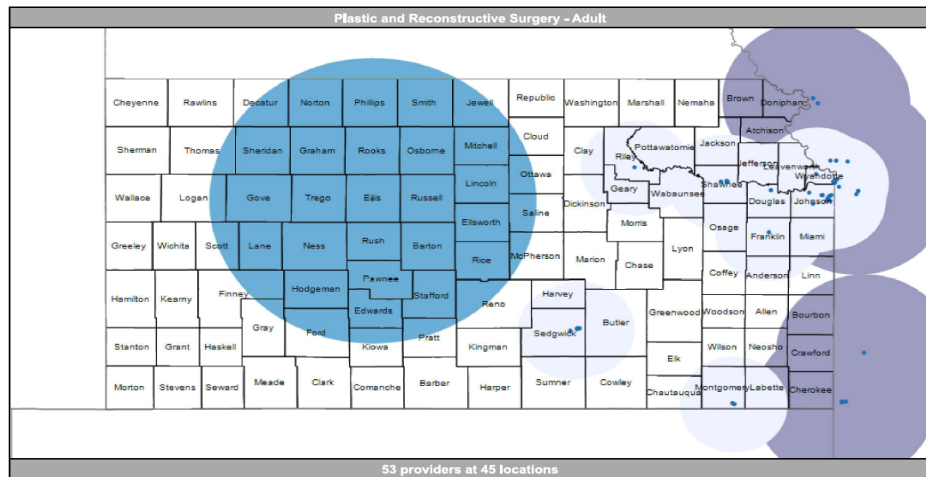 Plastic and Reconstructive Surgery – Adult
Cheyenne Rawlins Decatur Norton Phillips Smith Jewell Republic Washington Marshall Nemaha Brown Doniphan
Sherman Thomas Sheridan Graham Rooks Osborne Mitchell Cloud Clay Riley Pottawatomie Jackson Atchison
Jefferson Leavenworth Wyandotte
Wallace Logan Gove Trego Ellis Russell Lincoln Ottawa Geary Wabaunsee Shawnee
Ellsworth Saline Dickinson Morris Osage Douglas Johnson
Greeley Wichita Scott Lane Ness Rush Barton Rice McPherson Marion Chase Lyon Franklin Miami
Pawnee Coffey Anderson Linn
Hamilton Kearny Finney Hodgeman Stafford Reno Harvey
Edwards Sedgwick Butler Greenwood Woodson Allen Bourbon
Stanton Grant Haskell Gray Ford Kiowa Pratt Kingman Elk Wilson Neosho Crawford
Morton Stevens Seward Meade Clark Comanche Barber Harper Sumner Cowley Chautauqua Montgomery Labette Cherokee
53 providers at 45 locations